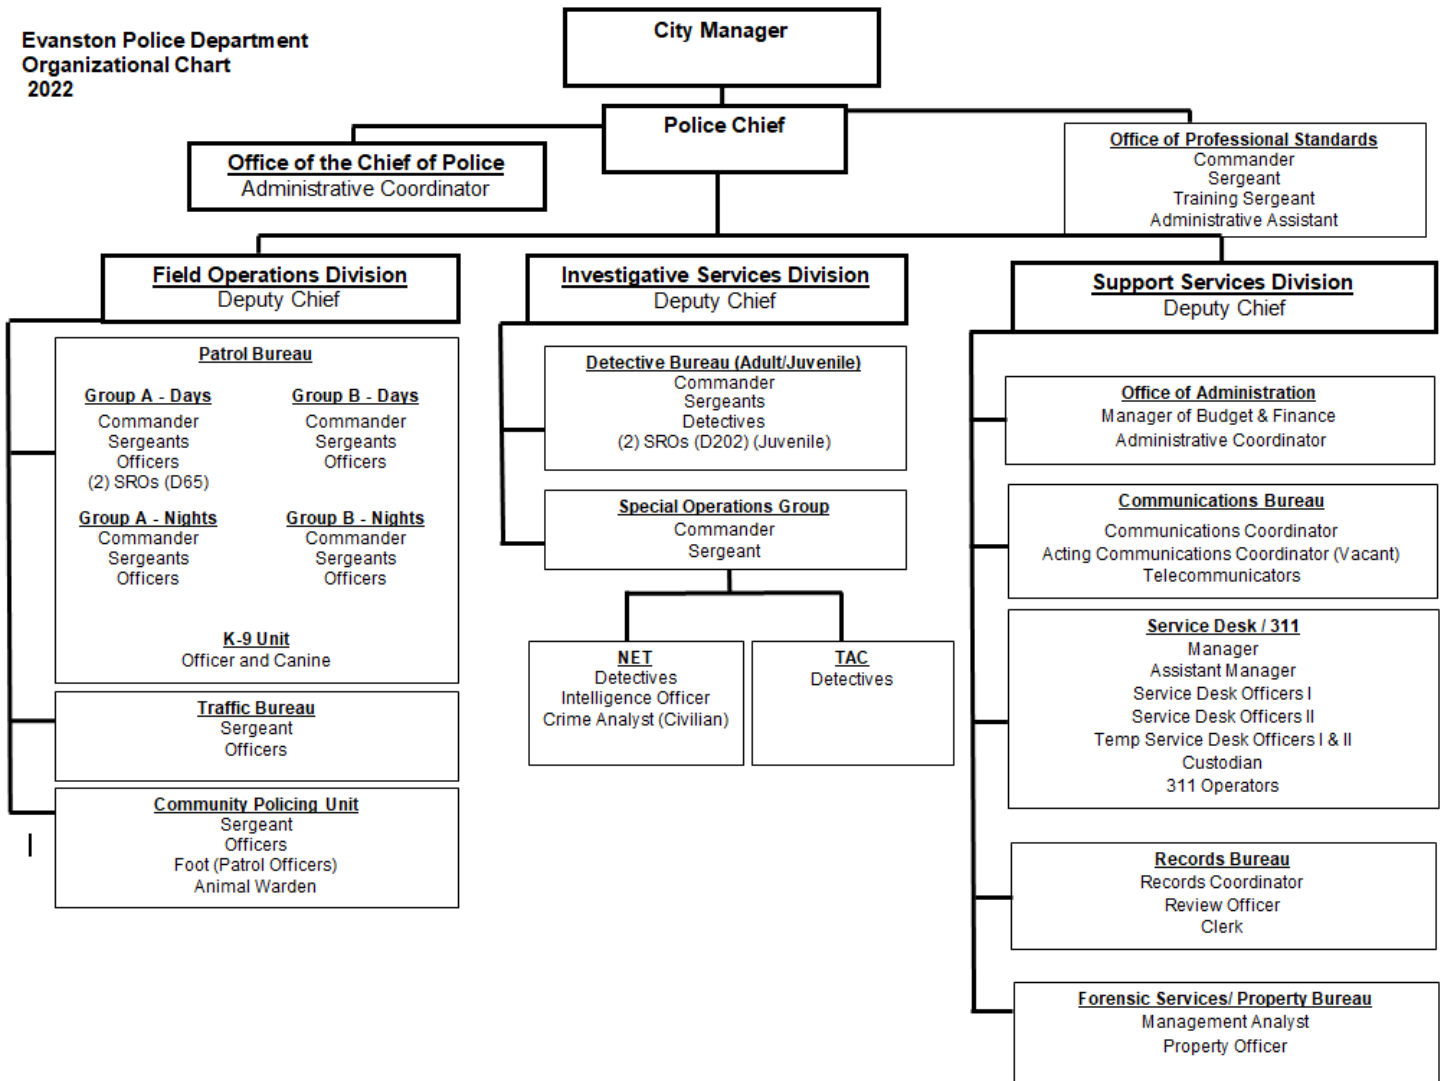 Evanston Police Department
Organizational Chart
2022
City Manager
Police Chief
Office of the Chief of Police
Administrative Coordinator
Office of Professional Standards
Commander
Sergeant
Training Sergeant
Administrative Assistant
Field Operations Division
Deputy Chief
Patrol Bureau
Group A - Days
Commander
Sergeants
Officers
(2) SROs (D65)
Group B - Days
Commander
Sergeants
Officers
Group A - Nights
Commander
Sergeants
Officers
Group B - Nights
Commander
Sergeants
Officers
K-9 Unit
Officer and Canine
Traffic Bureau
Sergeant
Officers
Community Policing Unit
Sergeant
Officers
Foot (Patrol Officers)
Animal Warden
Investigative Services Division
Deputy Chief
Detective Bureau (Adult/Juvenile)
Commander
Sergeants
Detectives
(2) SROs (D202) (Juvenile)
Special Operations Group
Commander
Sergeant
NET
Detectives
Intelligence Officer
Crime Analyst (Civilian)
TAC
Detectives
Support Services Division
Deputy Chief
Office of Administration
Manager of Budget & Finance
Administrative Coordinator
Communications Bureau
Communications Coordinator
Acting Communications Coordinator (Vacant)
Telecommunicators
Service Desk / 311
Manager
Assistant Manager
Service Desk Officers I
Service Desk Officers II
Temp Service Desk Officers I & II
Custodian
311 Operators
Records Bureau
Records Coordinator
Review Officer
Clerk
Forensic Services/ Property Bureau
Management Analyst
Property Officer